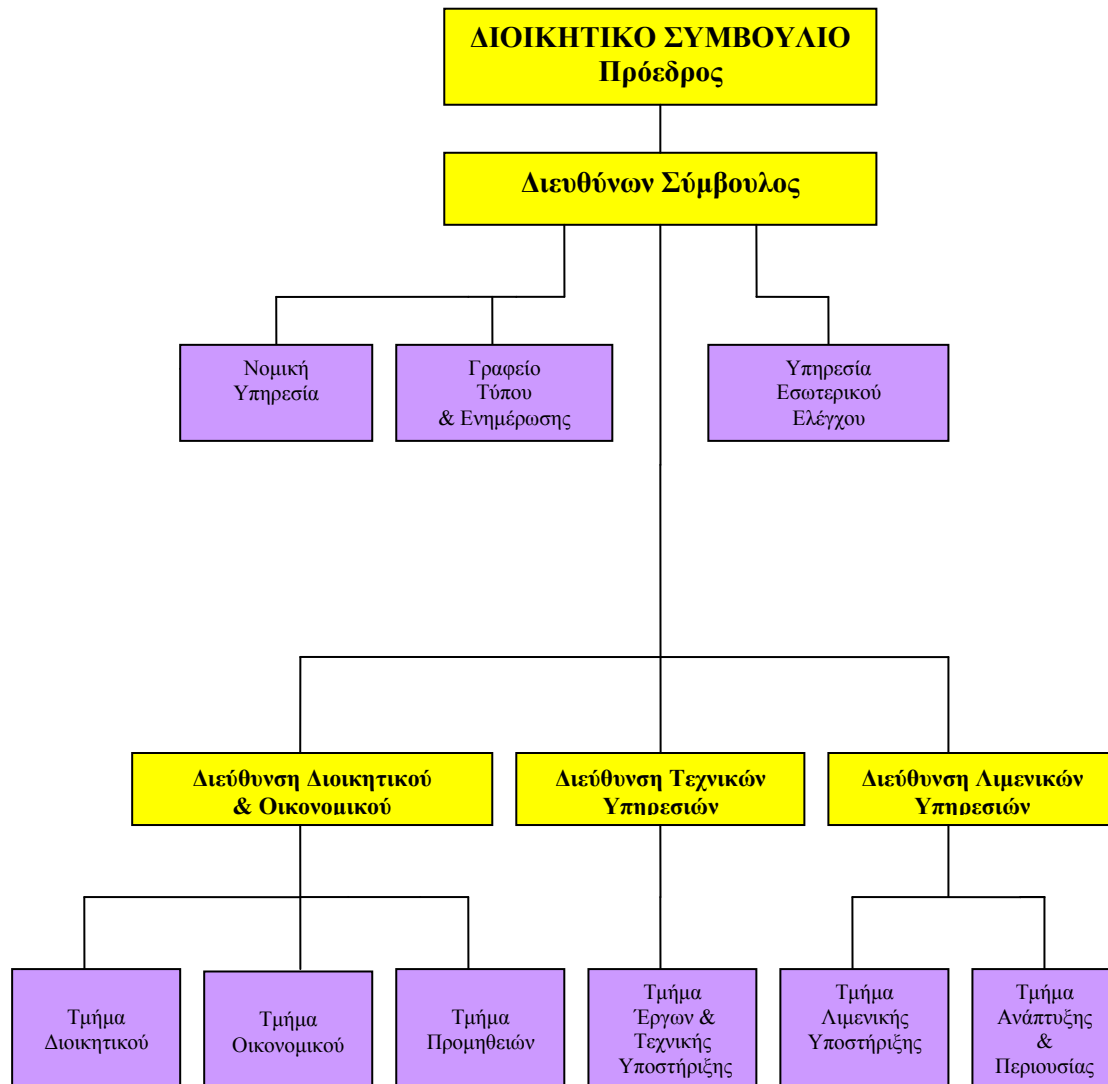 ΔΙΟΙΚΗΤΙΚΟ ΣΥΜΒΟΥΛΙΟ
Πρόεδρος
Διευθύνων Σύμβουλος
Νομική
Υπηρεσία
Γραφείο
Τύπου
& Ενημέρωσης
Υπηρεσία
Εσωτερικού
Ελέγχου
Διεύθυνση Διοικητικού
& Οικονομικού
Διεύθυνση Τεχνικών
Υπηρεσιών
Διεύθυνση Λιμενικών
Υπηρεσιών
Τμήμα
Διοικητικού
Τμήμα
Οικονομικού
Τμήμα
Προμηθειών
Τμήμα
Έργων &
Τεχνικής
Υποστήριξης
Τμήμα
Λιμενικής
Υποστήριξης
Τμήμα
Ανάπτυξης
&
Περιουσίας